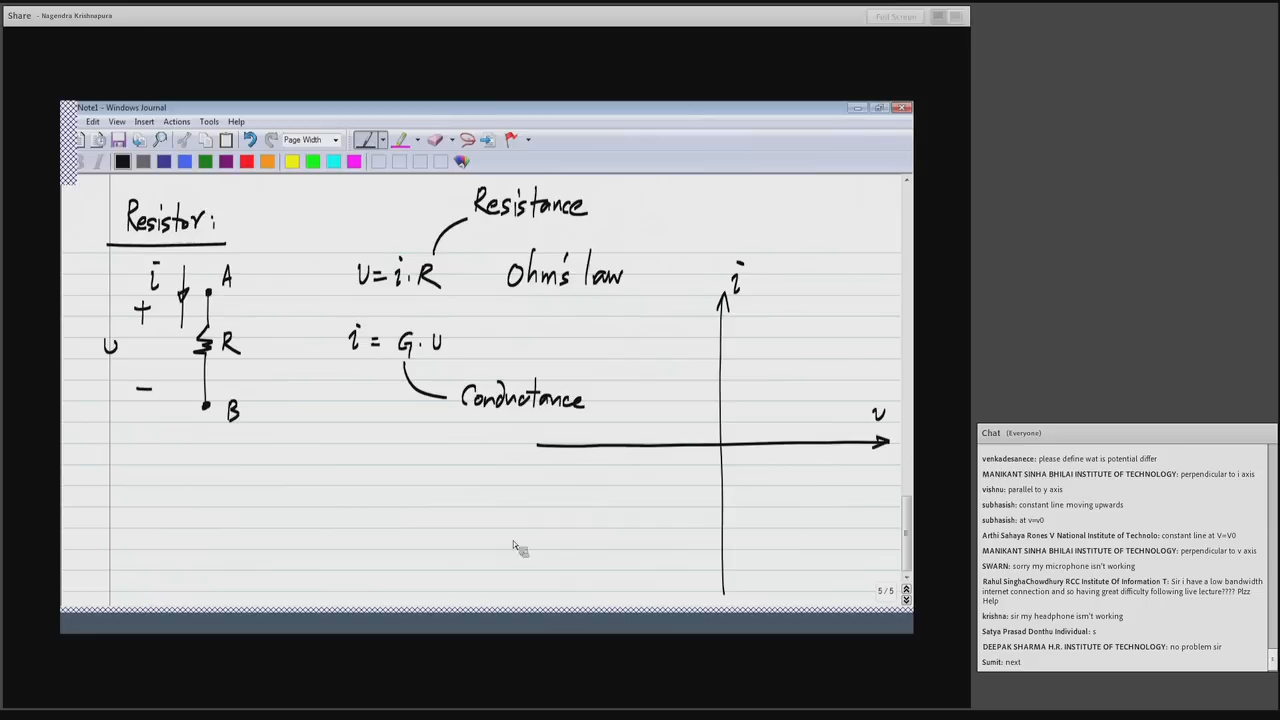 Share - Nagendra Krishnapura
Full Screen
Note1 - Windows Journal
Edit View Insert Actions Tools Help
Page Width
Resistor:
Resistance
i
A
+
v = i.R
Ohm's law
i
v
R
i = G.v
-
B
Conductance
v
5 / 5
Chat (Everyone)
venkadesanece: please define wat is potential differ
MANIKANT SINHA BHILAI INSTITUTE OF TECHNOLOGY: perpendicular to i axis
vishnu: parallel to y axis
subhasish: constant line moving upwards
subhasish: at v=v0
Arthi Sahaya Rones V National Institute of Technolo: constant line at V=V0
MANIKANT SINHA BHILAI INSTITUTE OF TECHNOLOGY: perpendicular to v axis
SWARN: sorry my microphone isn't working
Rahul SinghaChowdhury RCC Institute Of Information T: Sir i have a low bandwidth
internet connection and so having great difficulty following live lecture???? Plzz
Help
krishna: sir my headphone ism't working
Satya Prasad Donthu Individual: s
DEEPAK SHARMA H.R. INSTITUTE OF TECHNOLOGY: no problem sir
Sumit: next